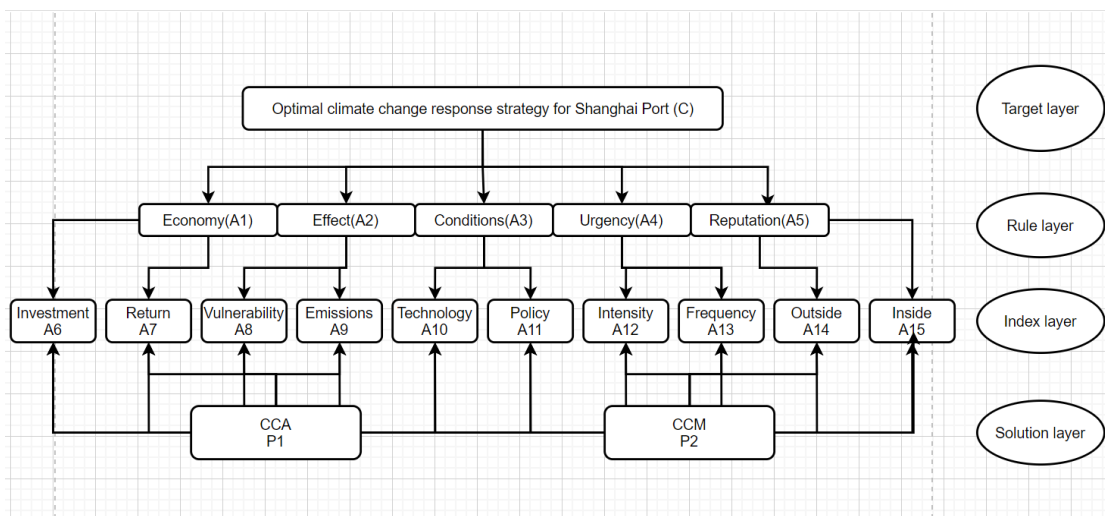 Optimal climate change response strategy for Shanghai Port (C)
Target layer
Economy(A1)
Effect(A2)
Conditions(A3)
Urgency(A4)
Reputation(A5)
Rule layer
Investment
A6
Return
A7
Vulnerability
A8
Emissions
A9
Technology
A10
Policy
A11
Intensity
A12
Frequency
A13
Outside
A14
Inside
A15
Index layer
CCA
P1
CCM
P2
Solution layer